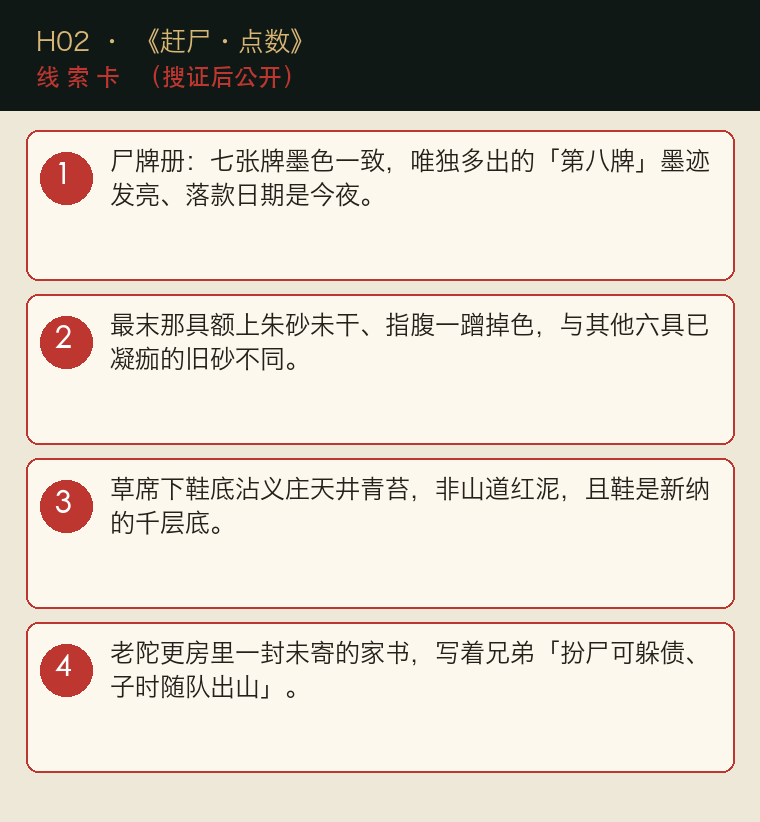 H02 · 《赶尸·点数》
线 索 卡 （搜证后公开）
1
尸牌册：七张牌墨色一致，唯独多出的「第八牌」墨迹
发亮、落款日期是今夜。
2
最末那具额上朱砂未干、指腹一蹭掉色，与其他六具已
凝痂的旧砂不同。
3
草席下鞋底沾义庄天井青苔，非山道红泥，且鞋是新纳
的千层底。
4
老陀更房里一封未寄的家书，写着兄弟「扮尸可躲债、
子时随队出山」。